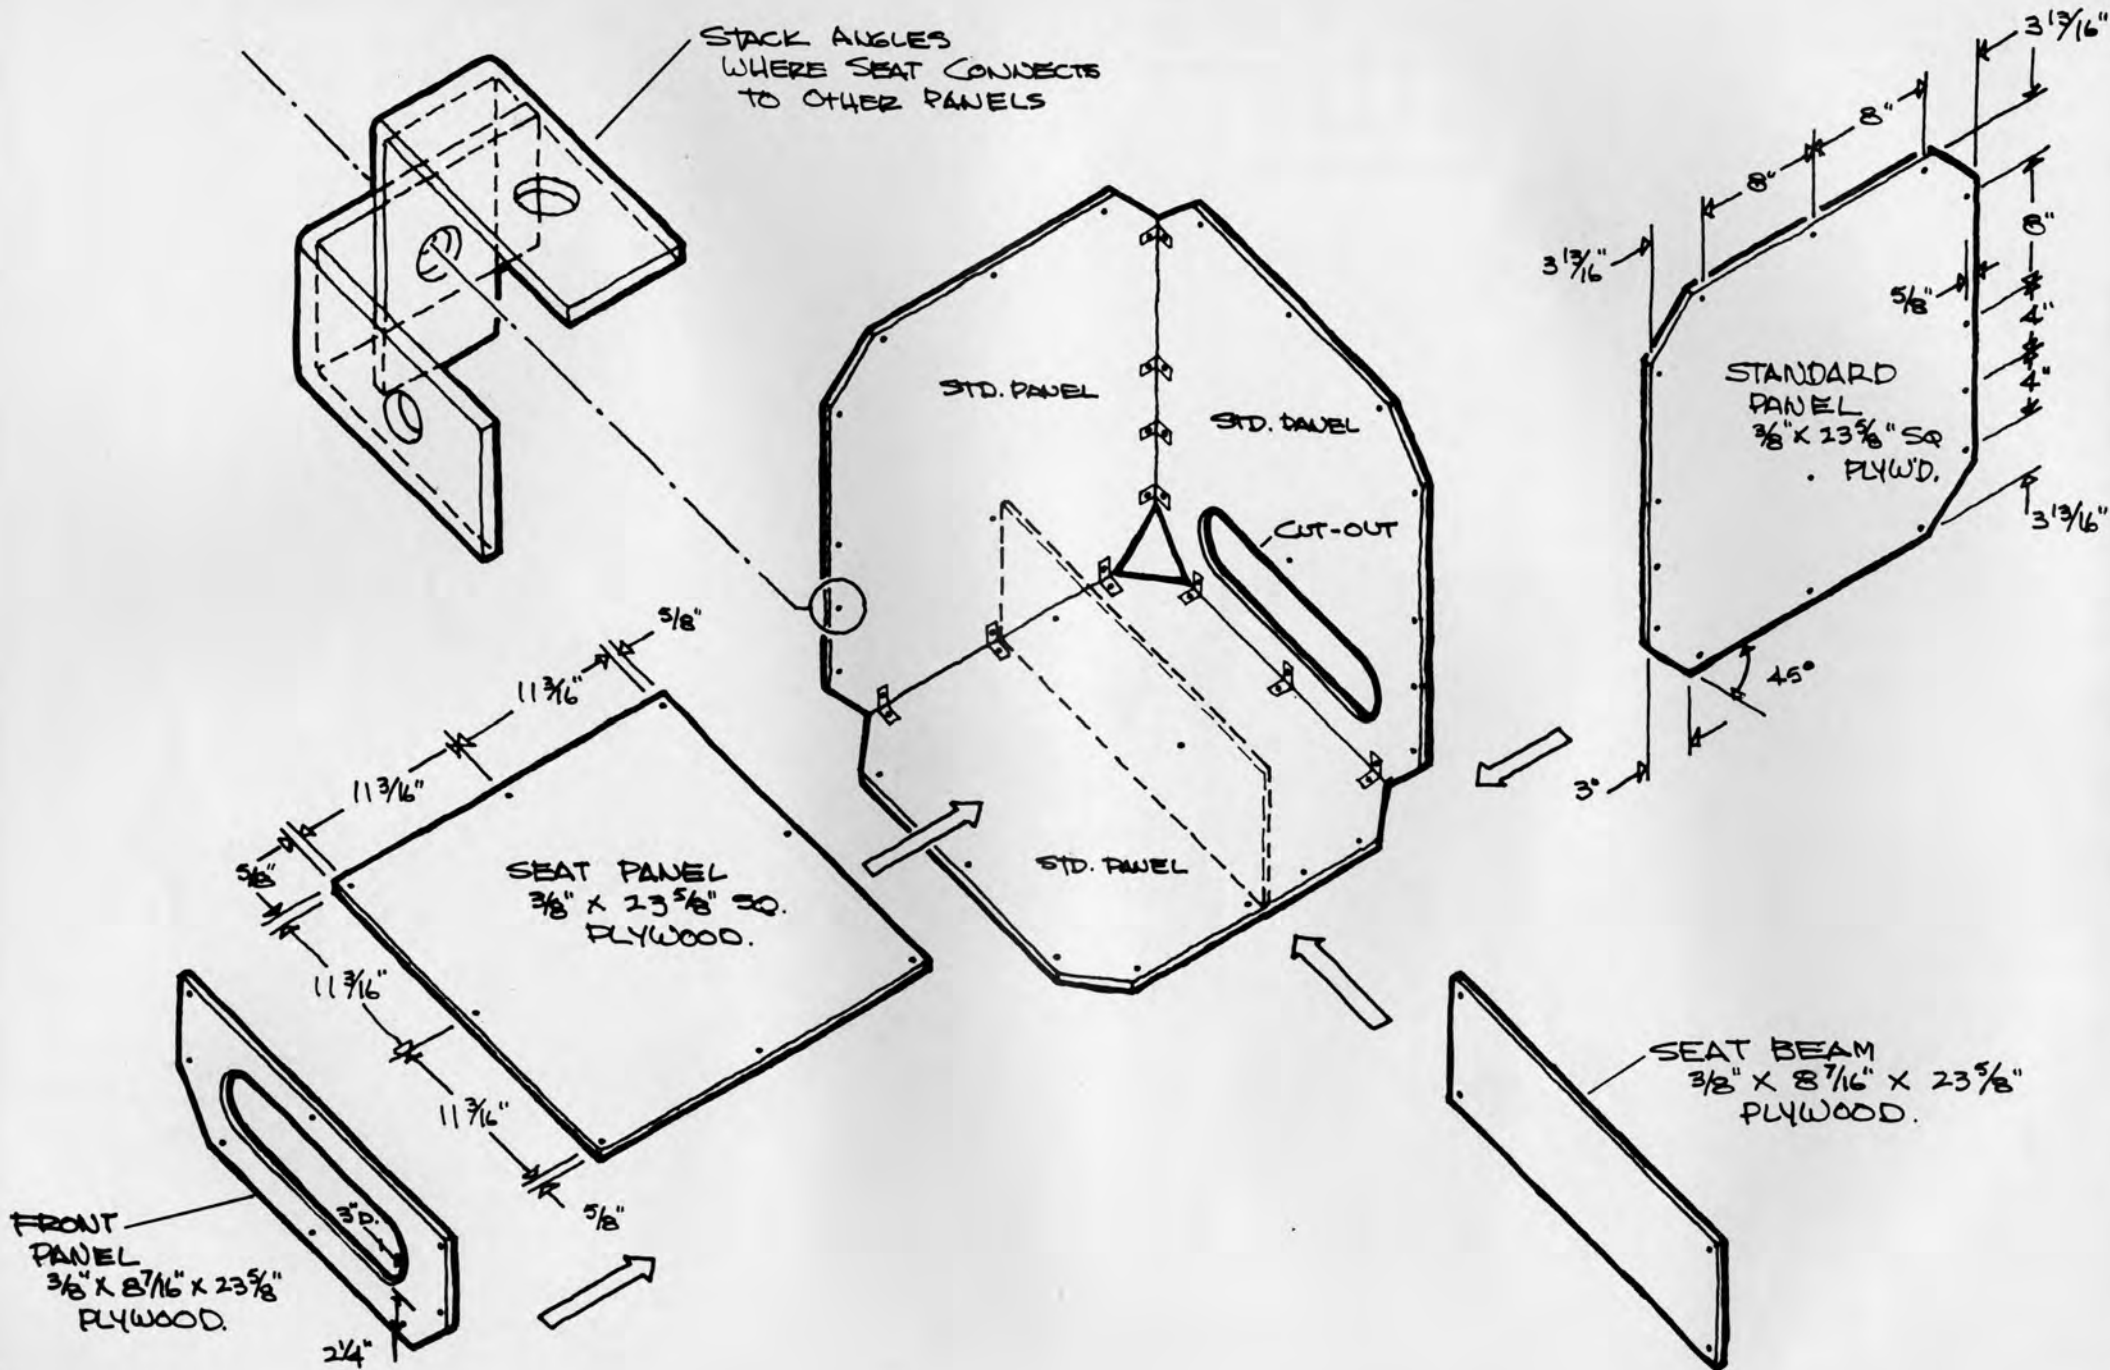 STACK ANGLES
WHERE SEAT CONNECTS
TO OTHER PANELS
3 13/16"
8"
8"
3 13/16"
8"
5/8"
4"
4"
STANDARD
PANEL
3/8" X 23 5/8" SQ
PLYW'D.
3 13/16"
45°
3"
STD. PANEL
STD. PANEL
CUT-OUT
STD. PANEL
5/8"
11 3/16"
11 3/16"
5/8"
SEAT PANEL
3/8" X 23 5/8" SQ.
PLYWOOD.
11 3/16"
11 3/16"
5/8"
FRONT
PANEL
3/8" X 8 7/16" X 23 5/8"
PLYWOOD.
3"D.
2 1/4"
SEAT BEAM
3/8" X 8 7/16" X 23 5/8"
PLYWOOD.